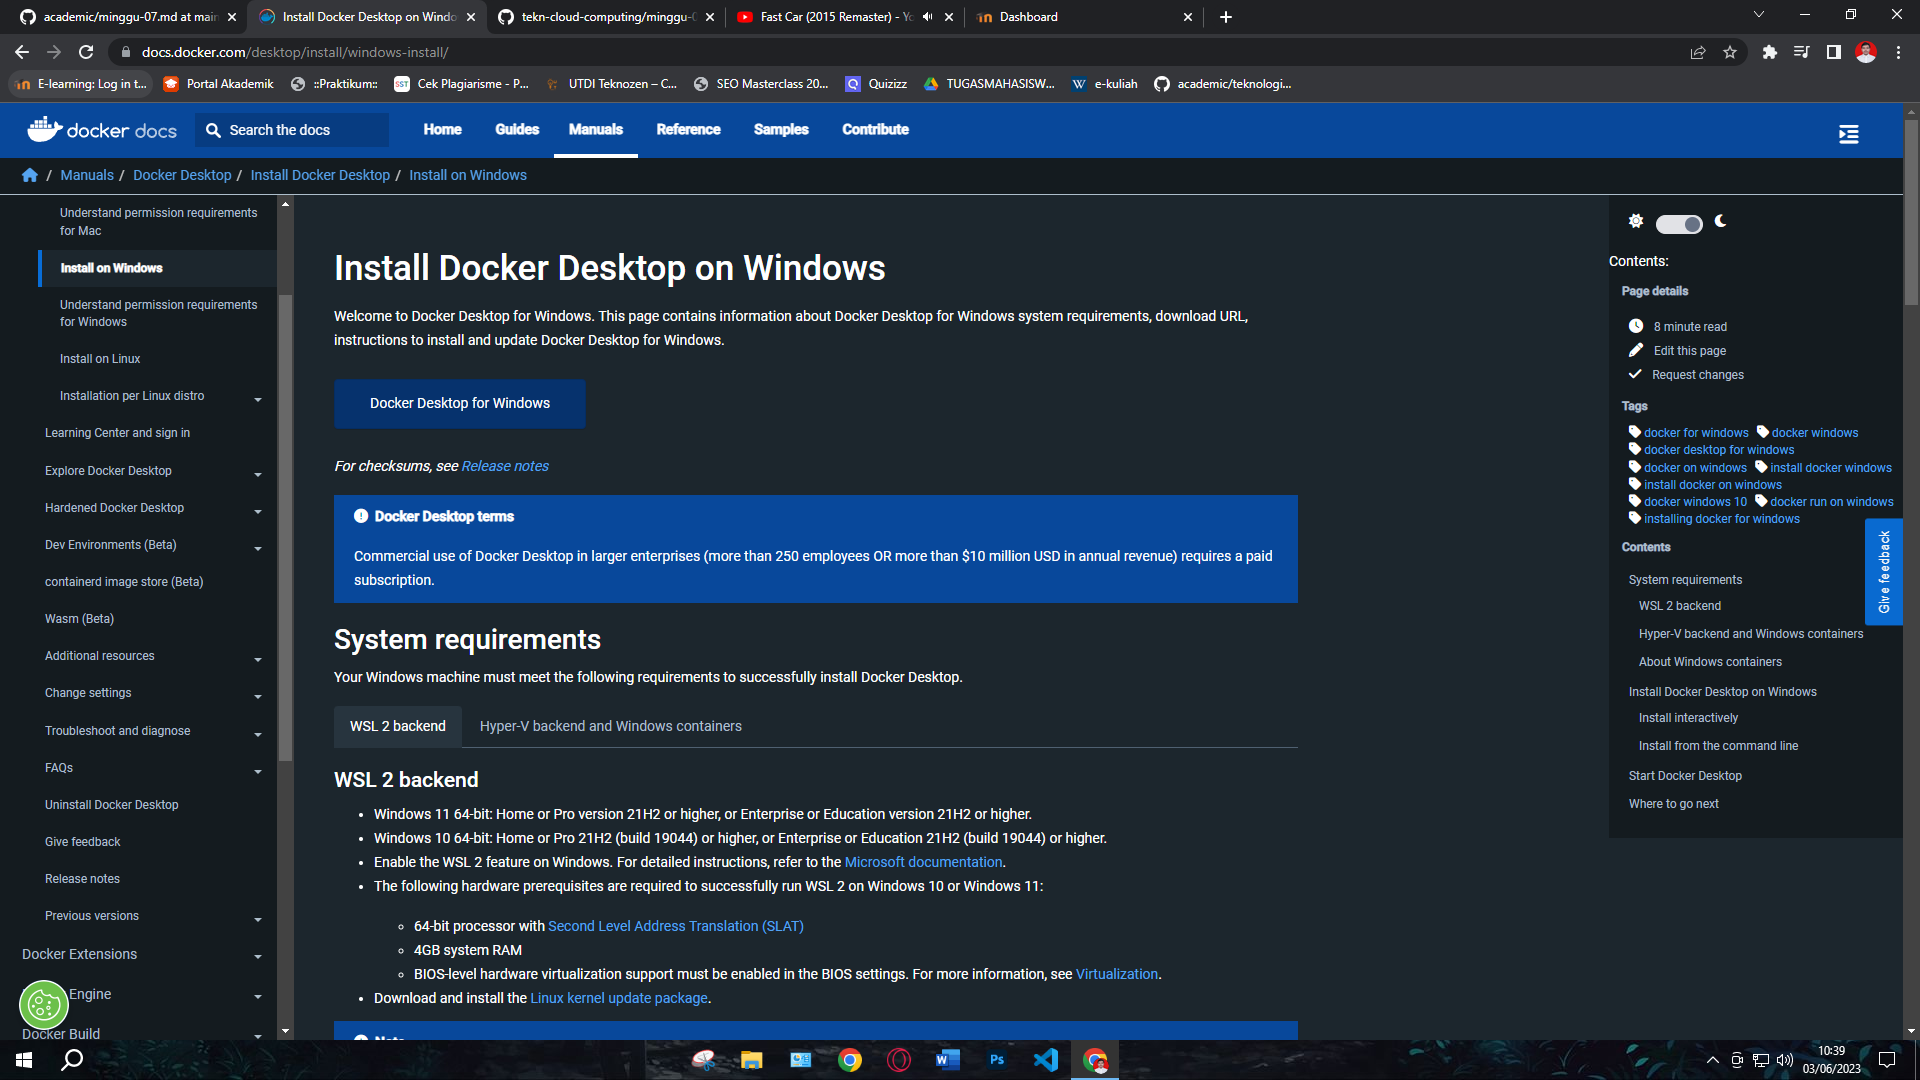 academic/minggu-07.md at main
Install Docker Desktop on Windo
tekn-cloud-computing/minggu-0
Fast Car (2015 Remaster) - Yo
Dashboard
docs.docker.com/desktop/install/windows-install/
E-learning: Log in t...
Portal Akademik
::Praktikum::
Cek Plagiarisme - P...
UTDI Teknozen – C...
SEO Masterclass 20...
Quizizz
TUGASMAHASISW...
e-kuliah
academic/teknologi...
docker docs
Search the docs
Home
Guides
Manuals
Reference
Samples
Contribute
/ Manuals / Docker Desktop / Install Docker Desktop / Install on Windows
Understand permission requirements
for Mac
Install on Windows
Understand permission requirements
for Windows
Install on Linux
Installation per Linux distro
Learning Center and sign in
Explore Docker Desktop
Hardened Docker Desktop
Dev Environments (Beta)
containerd image store (Beta)
Wasm (Beta)
Additional resources
Change settings
Troubleshoot and diagnose
FAQs
Uninstall Docker Desktop
Give feedback
Release notes
Previous versions
Docker Extensions
Engine
Docker Build
Install Docker Desktop on Windows
Welcome to Docker Desktop for Windows. This page contains information about Docker Desktop for Windows system requirements, download URL,
instructions to install and update Docker Desktop for Windows.
Docker Desktop for Windows
For checksums, see Release notes
Docker Desktop terms
Commercial use of Docker Desktop in larger enterprises (more than 250 employees OR more than $10 million USD in annual revenue) requires a paid
subscription.
System requirements
Your Windows machine must meet the following requirements to successfully install Docker Desktop.
WSL 2 backend
Hyper-V backend and Windows containers
WSL 2 backend
• Windows 11 64-bit: Home or Pro version 21H2 or higher, or Enterprise or Education version 21H2 or higher.
• Windows 10 64-bit: Home or Pro 21H2 (build 19044) or higher, or Enterprise or Education 21H2 (build 19044) or higher.
• Enable the WSL 2 feature on Windows. For detailed instructions, refer to the Microsoft documentation.
• The following hardware prerequisites are required to successfully run WSL 2 on Windows 10 or Windows 11:
◦ 64-bit processor with Second Level Address Translation (SLAT)
◦ 4GB system RAM
◦ BIOS-level hardware virtualization support must be enabled in the BIOS settings. For more information, see Virtualization.
• Download and install the Linux kernel update package.
Note
Contents:
Page details
8 minute read
Edit this page
Request changes
Tags
docker for windows docker windows
docker desktop for windows
docker on windows install docker windows
install docker on windows
docker windows 10 docker run on windows
installing docker for windows
Contents
System requirements
WSL 2 backend
Hyper-V backend and Windows containers
About Windows containers
Install Docker Desktop on Windows
Install interactively
Install from the command line
Start Docker Desktop
Where to go next
Give feedback
10:39
03/06/2023